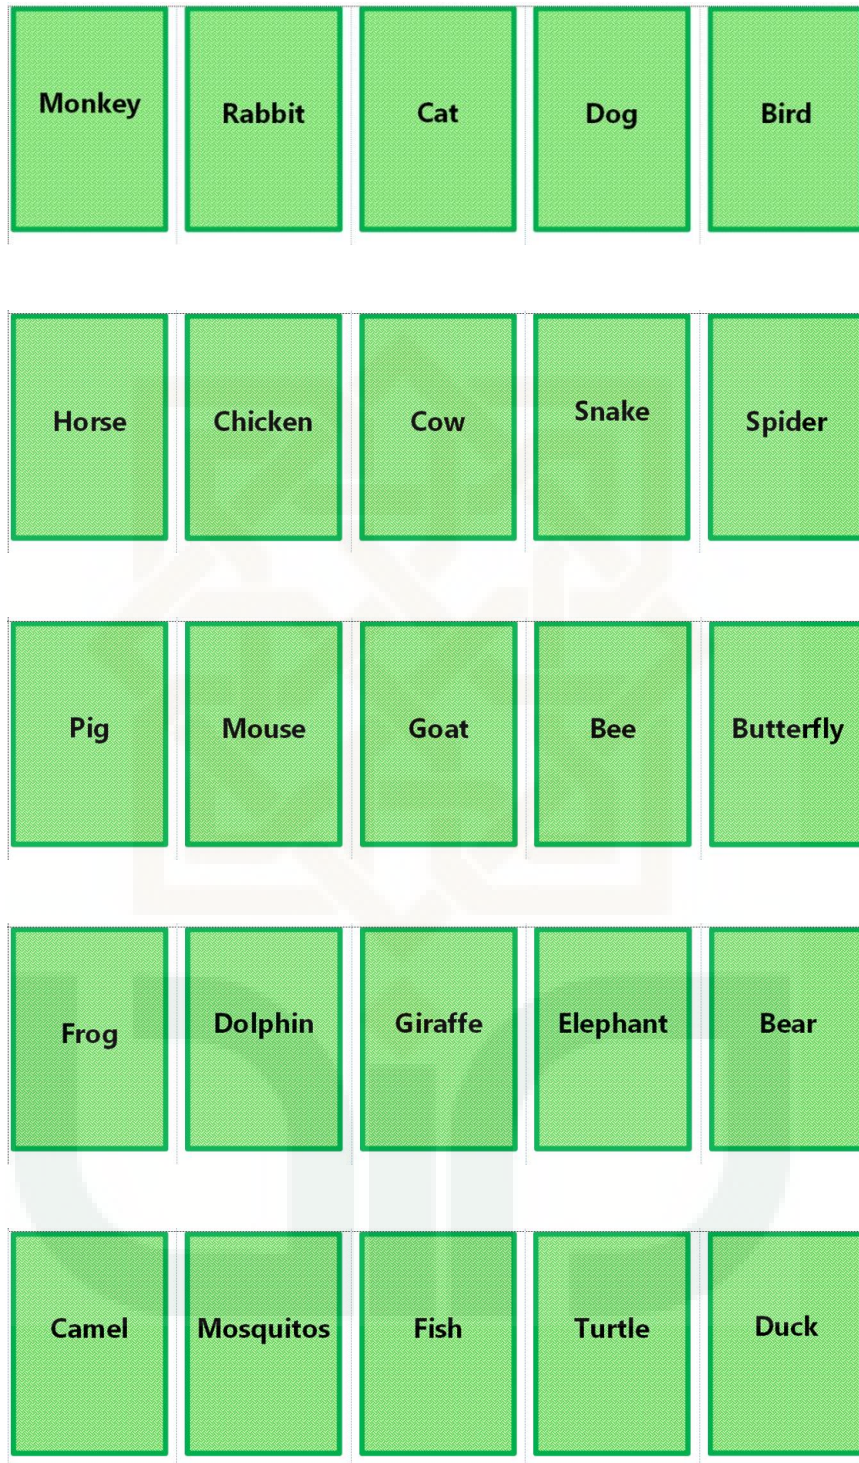 Monkey Rabbit Cat Dog Bird
Horse Chicken Cow Snake Spider
Pig Mouse Goat Bee Butterfly
Frog Dolphin Giraffe Elephant Bear
Camel Mosquitos Fish Turtle Duck